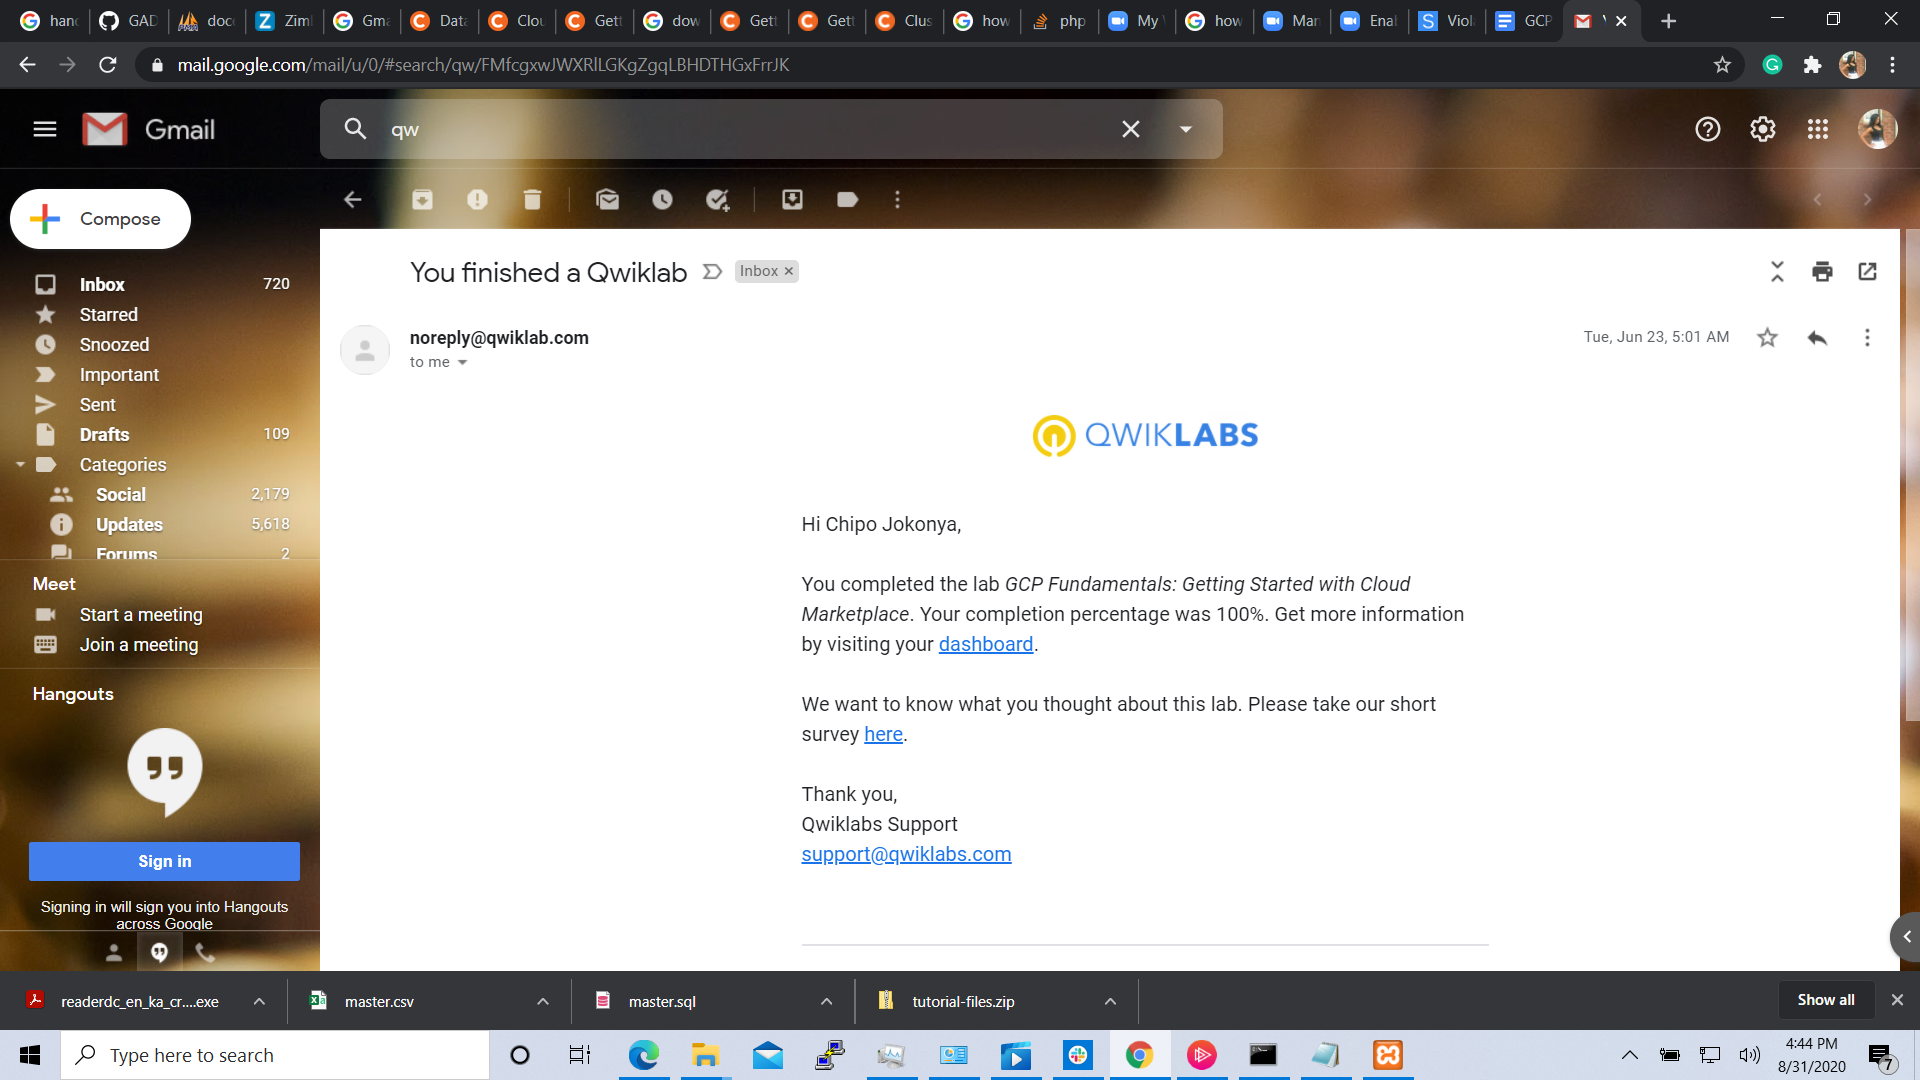 hand
GAD
docc
Zim
Gma
Data
Clou
Gett
dow
Gett
Gett
Clus
how
php
My
how
Man
Enal
Viol
GCP
mail.google.com/mail/u/0/#search/qw/FMfcgxwJWXRlLGKgZgqLBHDTHGxFrrJK
Gmail
qw
Compose
You finished a Qwiklab
Inbox ×
Inbox 720
Starred
Snoozed
Important
Sent
Drafts 109
Categories
Social 2,179
Updates 5,618
Forums 2
noreply@qwiklab.com
to me
Tue, Jun 23, 5:01 AM
QWIKLABS
Hi Chipo Jokonya,
You completed the lab GCP Fundamentals: Getting Started with Cloud
Marketplace. Your completion percentage was 100%. Get more information
by visiting your dashboard.
We want to know what you thought about this lab. Please take our short
survey here.
Thank you,
Qwiklabs Support
support@qwiklabs.com
Meet
Start a meeting
Join a meeting
Hangouts
Sign in
Signing in will sign you into Hangouts
across Google
readerdc_en_ka_cr....exe
master.csv
master.sql
tutorial-files.zip
Show all
Type here to search
4:44 PM
8/31/2020
7